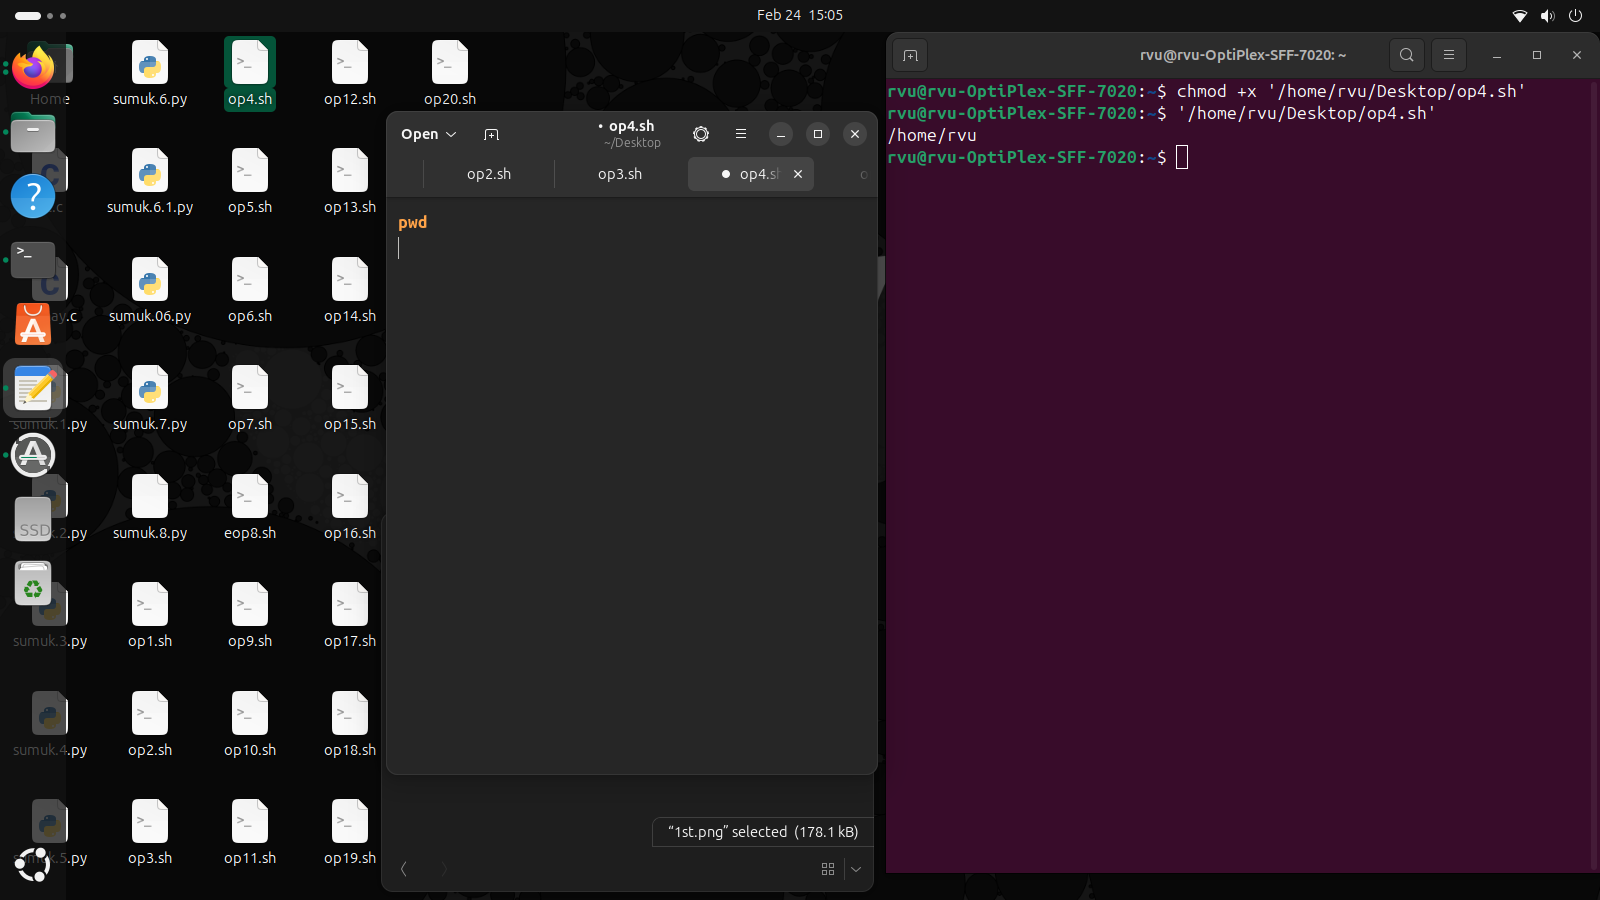 Feb 24 15:05
Home
sumuk.6.py
op4.sh
op12.sh
op20.sh
.c
sumuk.6.1.py
op5.sh
op13.sh
ay.c
sumuk.06.py
op6.sh
op14.sh
sumuk.1.py
sumuk.7.py
op7.sh
op15.sh
SSD
.2.py
sumuk.8.py
eop8.sh
op16.sh
sumuk.3.py
op1.sh
op9.sh
op17.sh
sumuk.4.py
op2.sh
op10.sh
op18.sh
.5.py
op3.sh
op11.sh
op19.sh
Open
• op4.sh
~/Desktop
op2.sh
op3.sh
op4.sh
pwd
“1st.png” selected (178.1 kB)
rvu@rvu-OptiPlex-SFF-7020: ~
rvu@rvu-OptiPlex-SFF-7020:~$ chmod +x '/home/rvu/Desktop/op4.sh'
rvu@rvu-OptiPlex-SFF-7020:~$ '/home/rvu/Desktop/op4.sh'
/home/rvu
rvu@rvu-OptiPlex-SFF-7020:~$